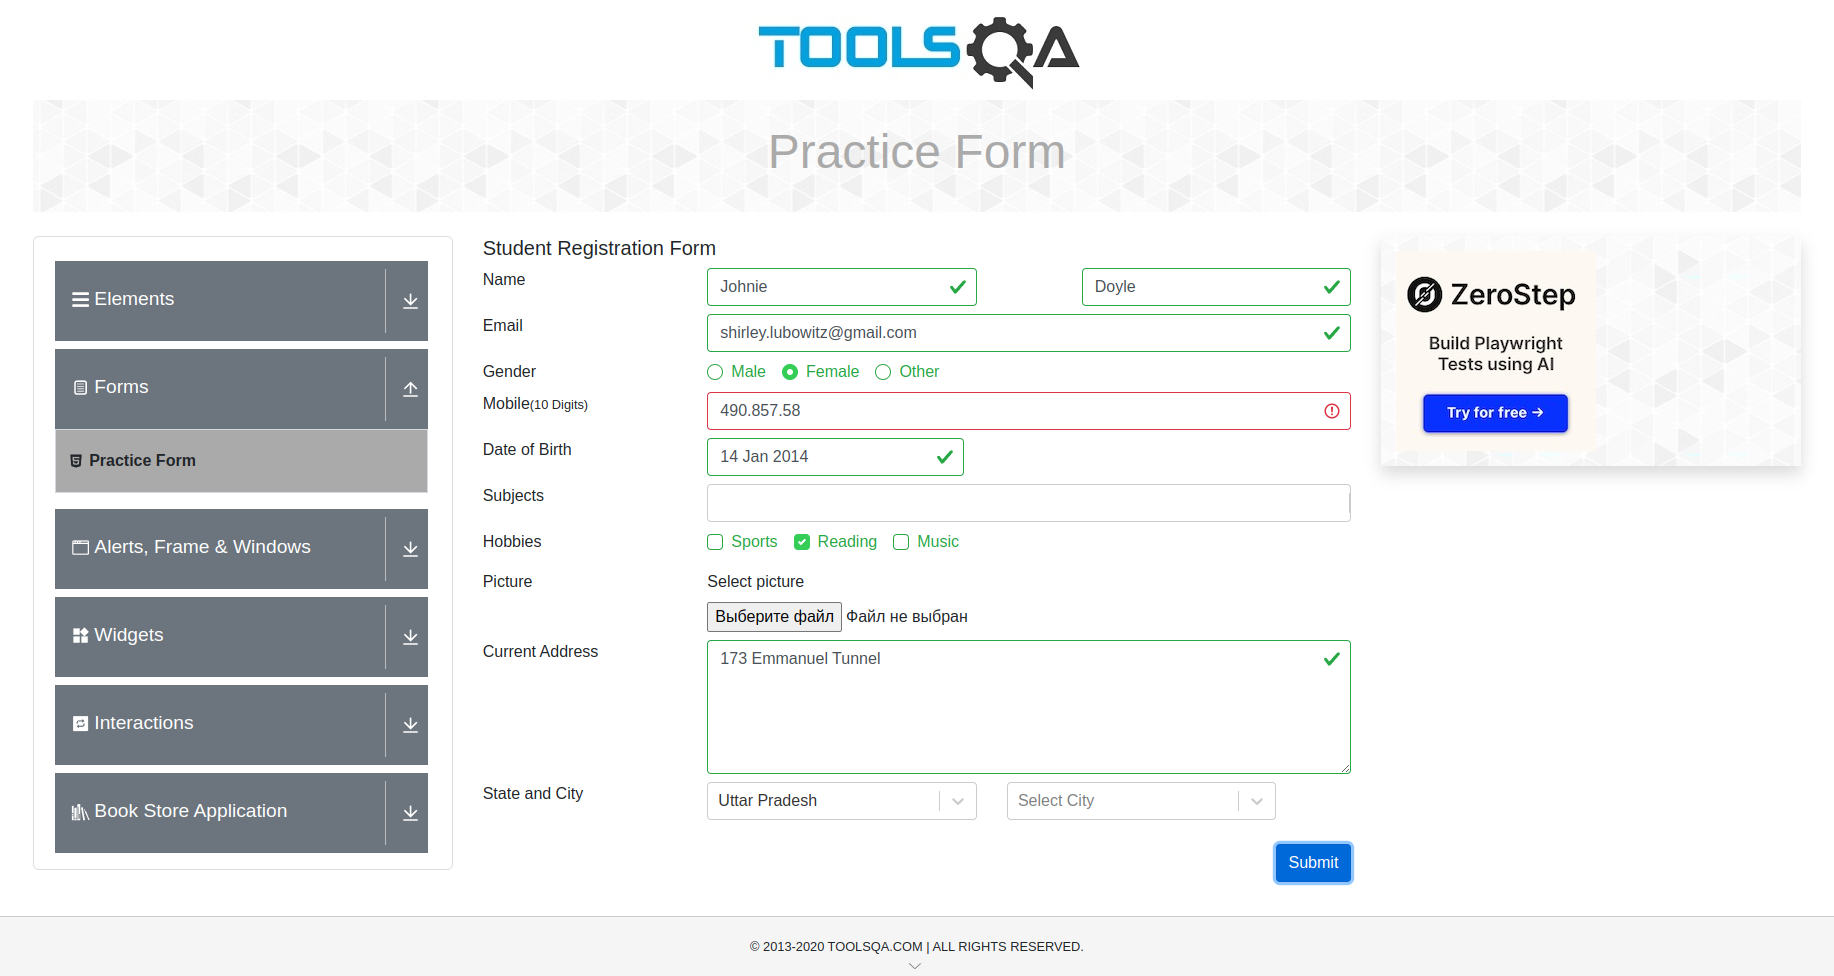 TOOLSQA
Practice Form
Elements
Forms
Practice Form
Alerts, Frame & Windows
Widgets
Interactions
Book Store Application
Student Registration Form
Name
Johnie
Doyle
Email
shirley.lubowitz@gmail.com
Gender
Male
Female
Other
Mobile(10 Digits)
490.857.58
Date of Birth
14 Jan 2014
Subjects
Hobbies
Sports
Reading
Music
Picture
Select picture
Выберите файл Файл не выбран
Current Address
173 Emmanuel Tunnel
State and City
Uttar Pradesh
Select City
Submit
ZeroStep
Build Playwright
Tests using AI
Try for free →
© 2013-2020 TOOLSQA.COM | ALL RIGHTS RESERVED.